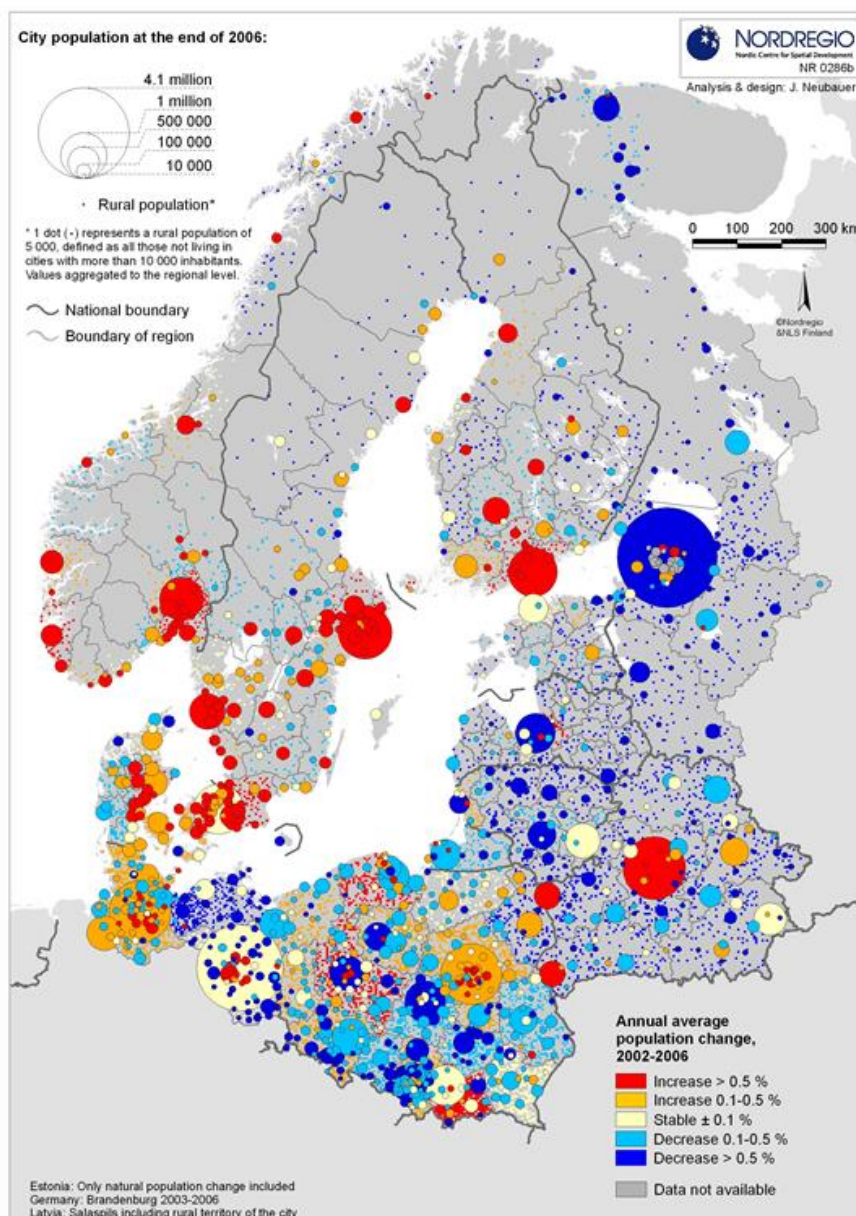 City population at the end of 2006:
4.1 million
1 million
500 000
100 000
10 000
Rural population*
* 1 dot (·) represents a rural population of
5 000, defined as all those not living in
cities with more than 10 000 inhabitants.
Values aggregated to the regional level.
National boundary
Boundary of region
NORDREGIO
Nordic Centre for Spatial Development
NR 0286b
Analysis & design: J. Neubauer
0 100 200 300 km
©Nordregio
&NLS Finland
Annual average
population change,
2002-2006
Increase > 0.5 %
Increase 0.1-0.5 %
Stable ± 0.1 %
Decrease 0.1-0.5 %
Decrease > 0.5 %
Data not available
Estonia: Only natural population change included
Germany: Brandenburg 2003-2006
Latvia: Salaspils including rural territory of the city